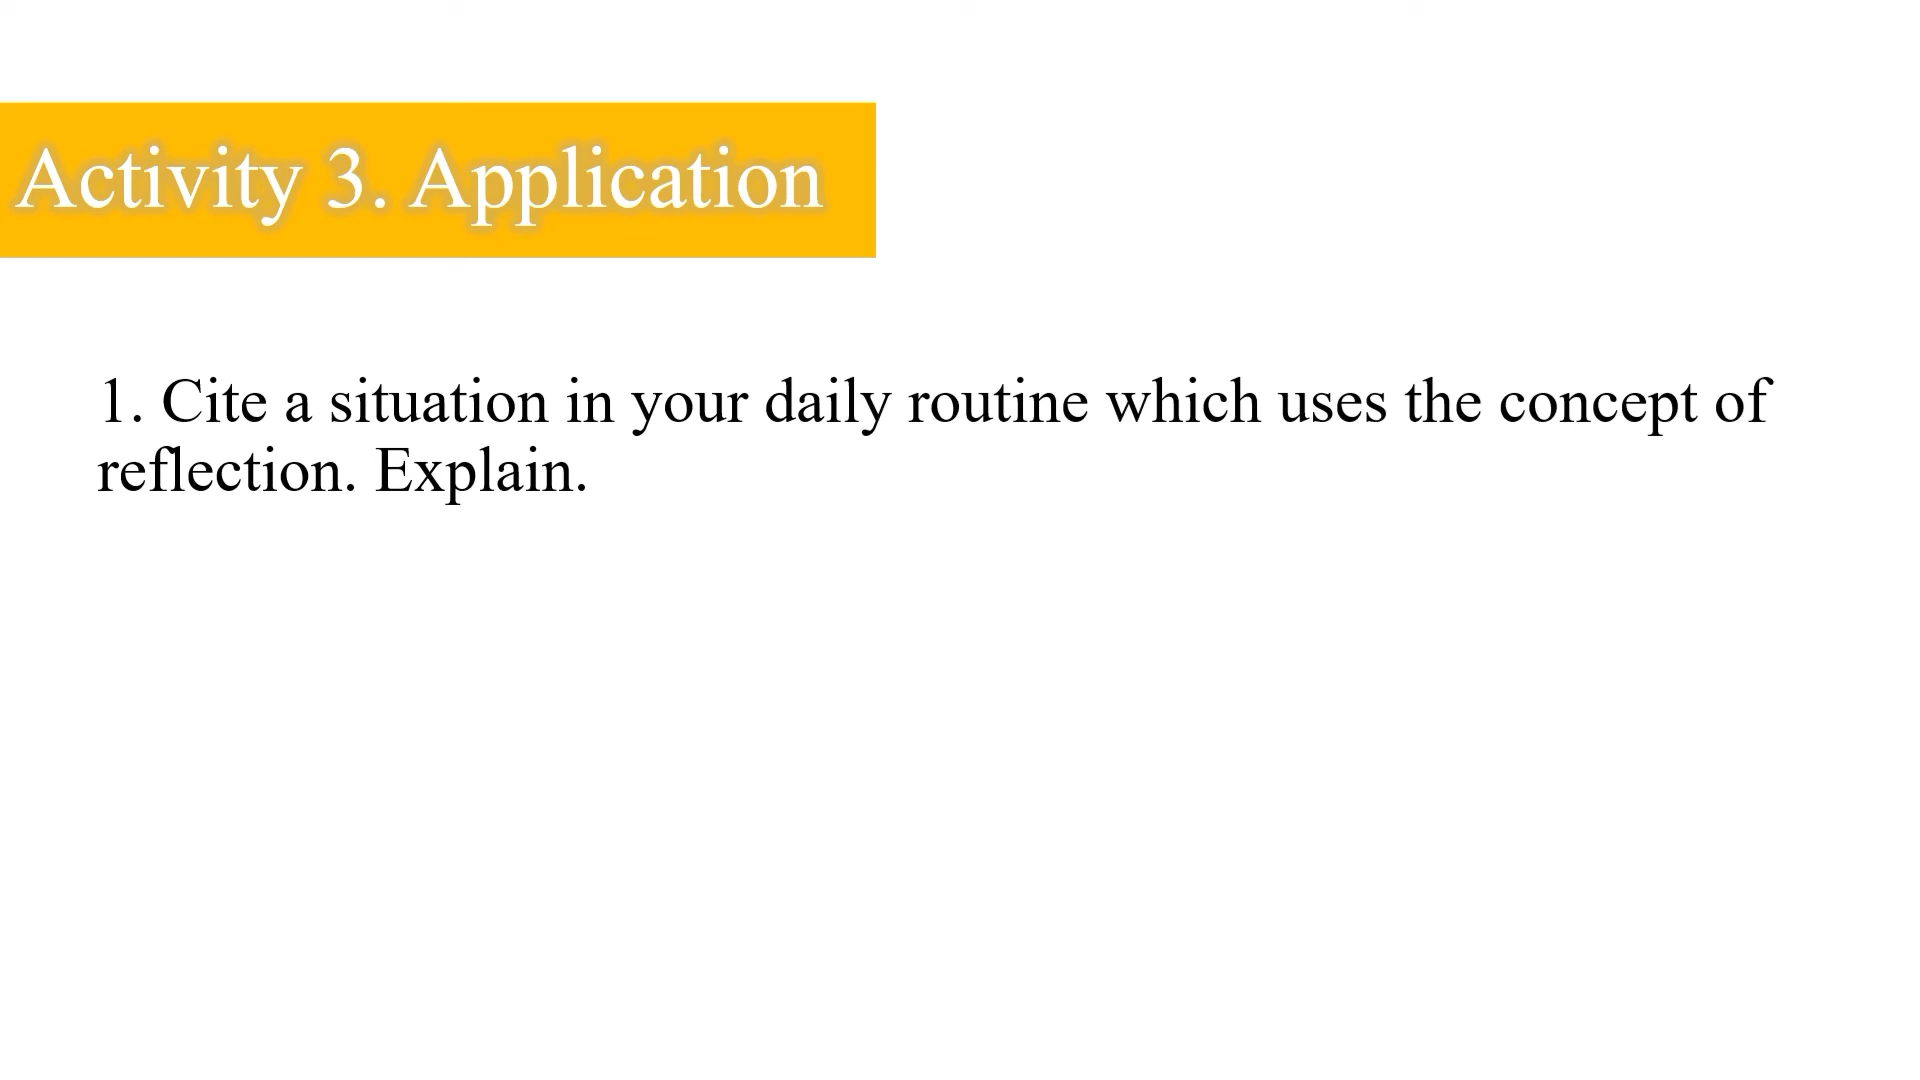 Activity 3. Application
1. Cite a situation in your daily routine which uses the concept of
reflection. Explain.